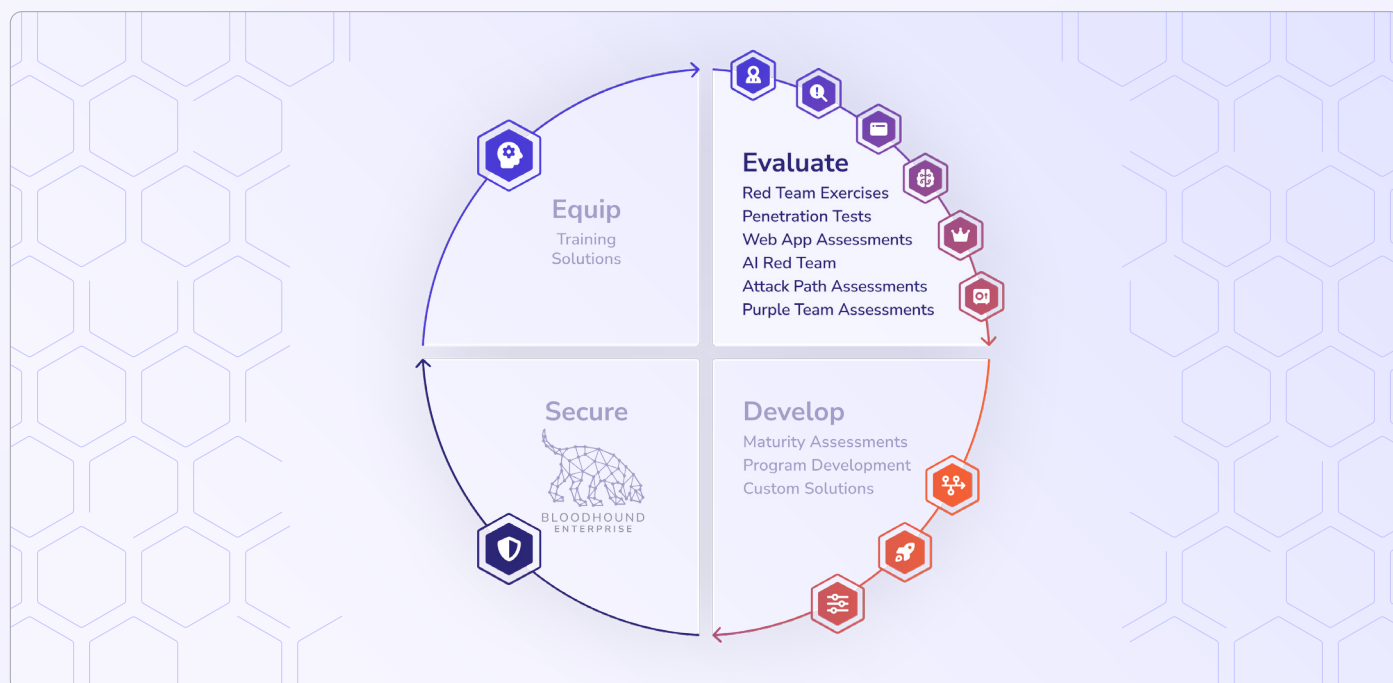 Evaluate
Red Team Exercises
Penetration Tests
Web App Assessments
AI Red Team
Attack Path Assessments
Purple Team Assessments
Equip
Training
Solutions
Secure
BLOODHOUND
ENTERPRISE
Develop
Maturity Assessments
Program Development
Custom Solutions